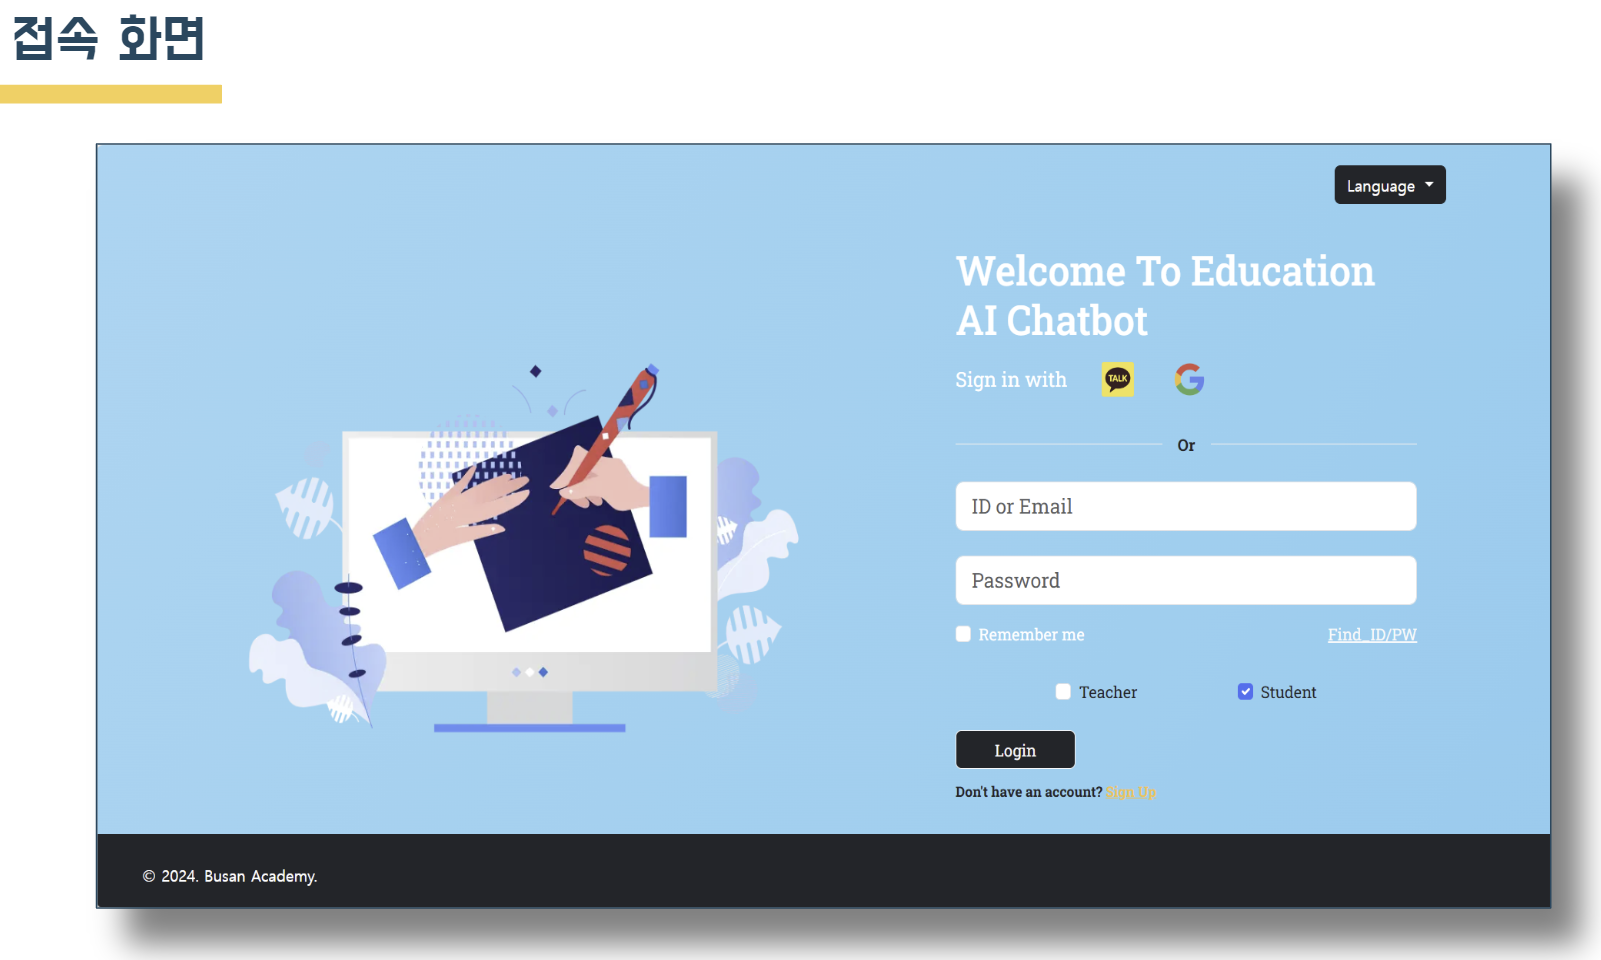 접속 화면
Language
Welcome To Education
AI Chatbot
Sign in with
TALK
Or
ID or Email
Password
Remember me
Find_ID/PW
Teacher
Student
Login
Don't have an account? Sign Up
© 2024. Busan Academy.